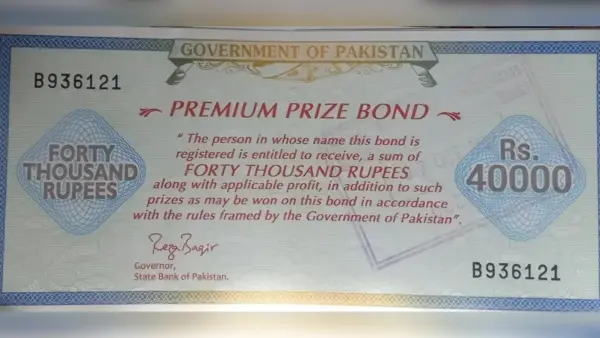 GOVERNMENT OF PAKISTAN
B936121
PREMIUM PRIZE BOND
" The person in whose name this bond is
registered is entitled to receive, a sum of
FORTY THOUSAND RUPEES
along with applicable profit, in addition to such
prizes as may be won on this bond in accordance
with the rules framed by the Government of Pakistan".
FORTY
THOUSAND
RUPEES
Rs.
40000
Reza Baqir
Governor,
State Bank of Pakistan.
B936121